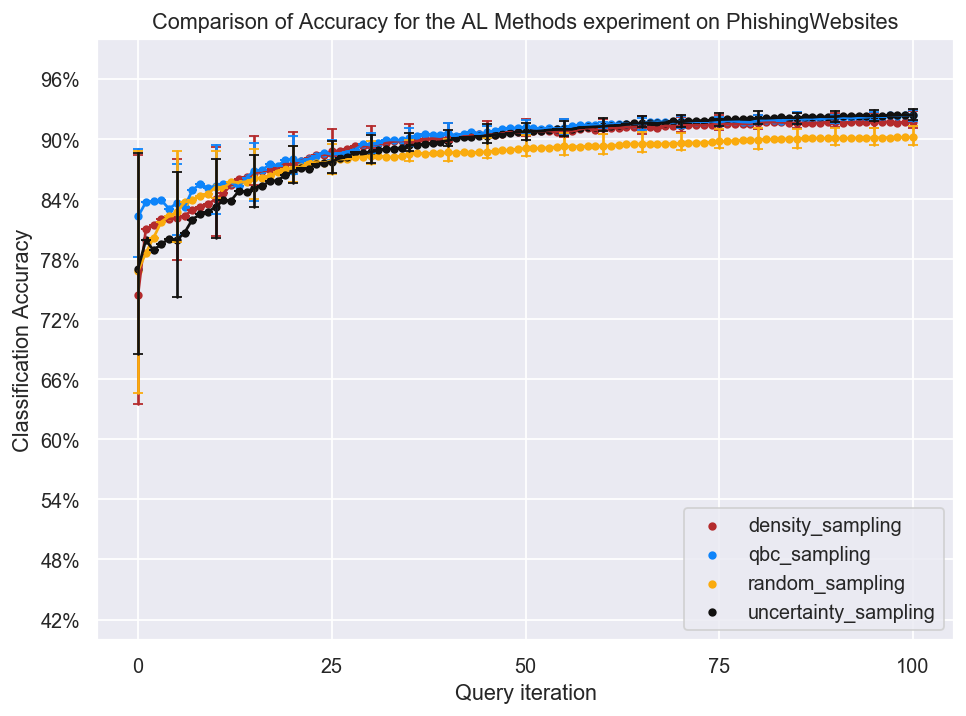 Comparison of Accuracy for the AL Methods experiment on PhishingWebsites
96%
90%
84%
78%
72%
66%
60%
54%
48%
42%
Classification Accuracy
density_sampling
qbc_sampling
random_sampling
uncertainty_sampling
0
25
50
75
100
Query iteration